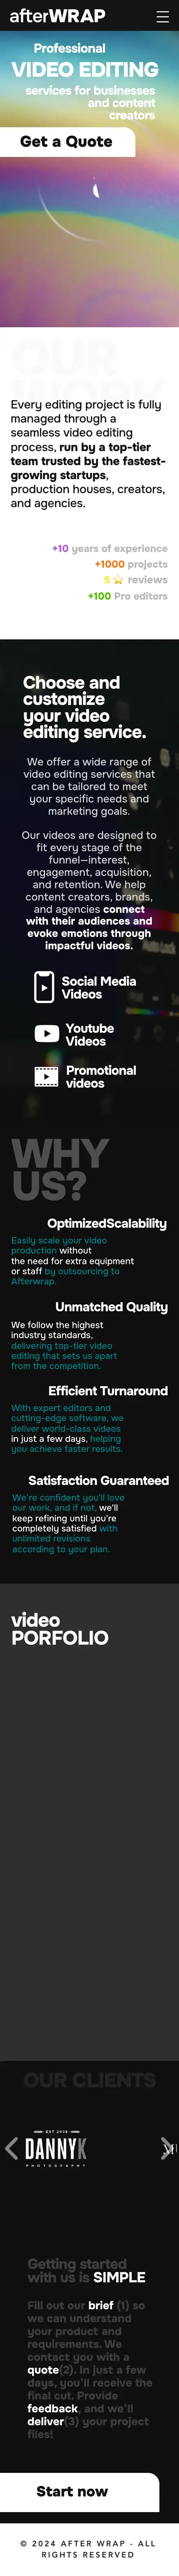 afterWRAP
Professional
VIDEO EDITING
services for businesses
and content
creators
Get a Quote
OUR
WORK
Every editing project is fully
managed through a
seamless video editing
process, run by a top-tier
team trusted by the fastest-
growing startups,
production houses, creators,
and agencies.
+10 years of experience
+1000 projects
5 ⭐ reviews
+100 Pro editors
Choose and
customize
your video
editing service.
We offer a wide range of
video editing services that
can be tailored to meet
your specific needs and
marketing goals.
Our videos are designed to
fit every stage of the
funnel—interest,
engagement, acquisition,
and retention. We help
content creators, brands,
and agencies connect
with their audiences and
evoke emotions through
impactful videos.
Social Media
Videos
Youtube
Videos
Promotional
videos
WHY
US?
OptimizedScalability
Easily scale your video
production without
the need for extra equipment
or staff by outsourcing to
Afterwrap.
Unmatched Quality
We follow the highest
industry standards,
delivering top-tier video
editing that sets us apart
from the competition.
Efficient Turnaround
With expert editors and
cutting-edge software, we
deliver world-class videos
in just a few days, helping
you achieve faster results.
Satisfaction Guaranteed
We're confident you'll love
our work, and if not, we'll
keep refining until you're
completely satisfied with
unlimited revisions
according to your plan.
video
PORFOLIO
OUR CLIENTS
EST 2016
DANNYK
PHOTOGRAPHY
Getting started
with us is SIMPLE
Fill out our brief (1) so
we can understand
your product and
requirements. We
contact you with a
quote(2). In just a few
days, you'll receive the
final cut. Provide
feedback, and we'll
deliver(3) your project
files!
Start now
© 2024 AFTER WRAP - ALL
RIGHTS RESERVED